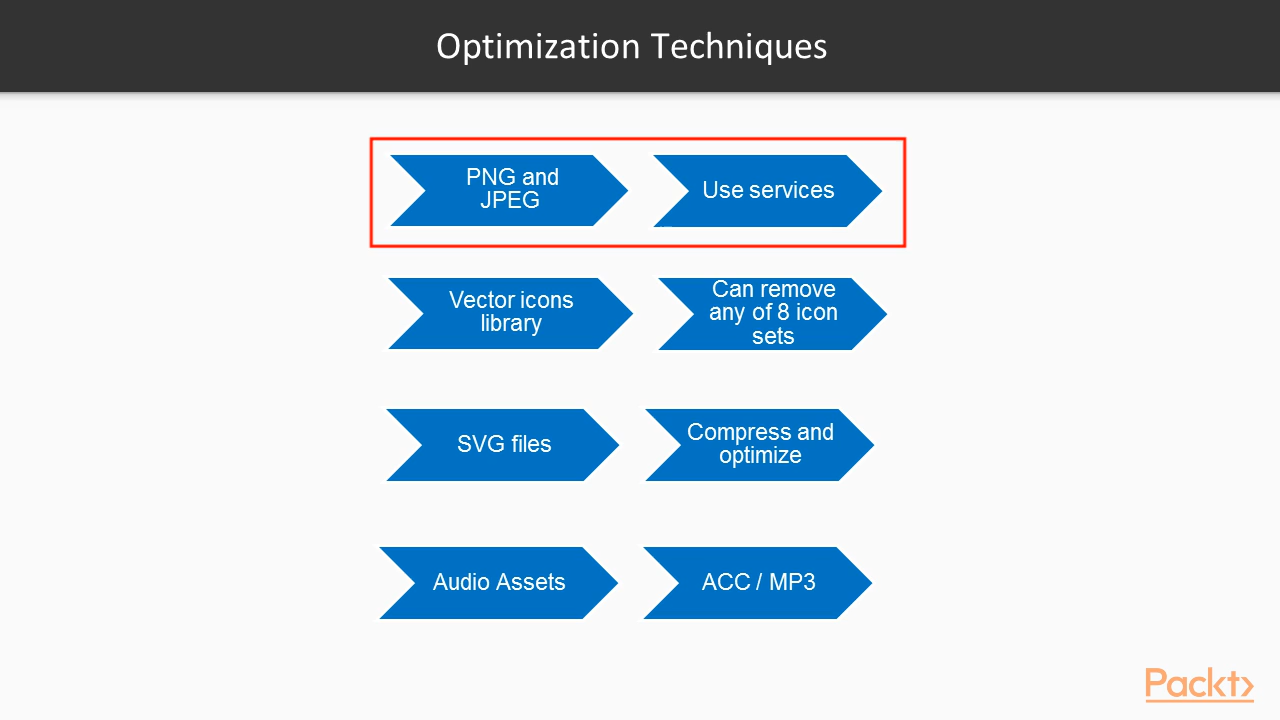 Optimization Techniques
PNG and
JPEG
Use services
Vector icons
library
Can remove
any of 8 icon
sets
SVG files
Compress and
optimize
Audio Assets
ACC / MP3
Packt>